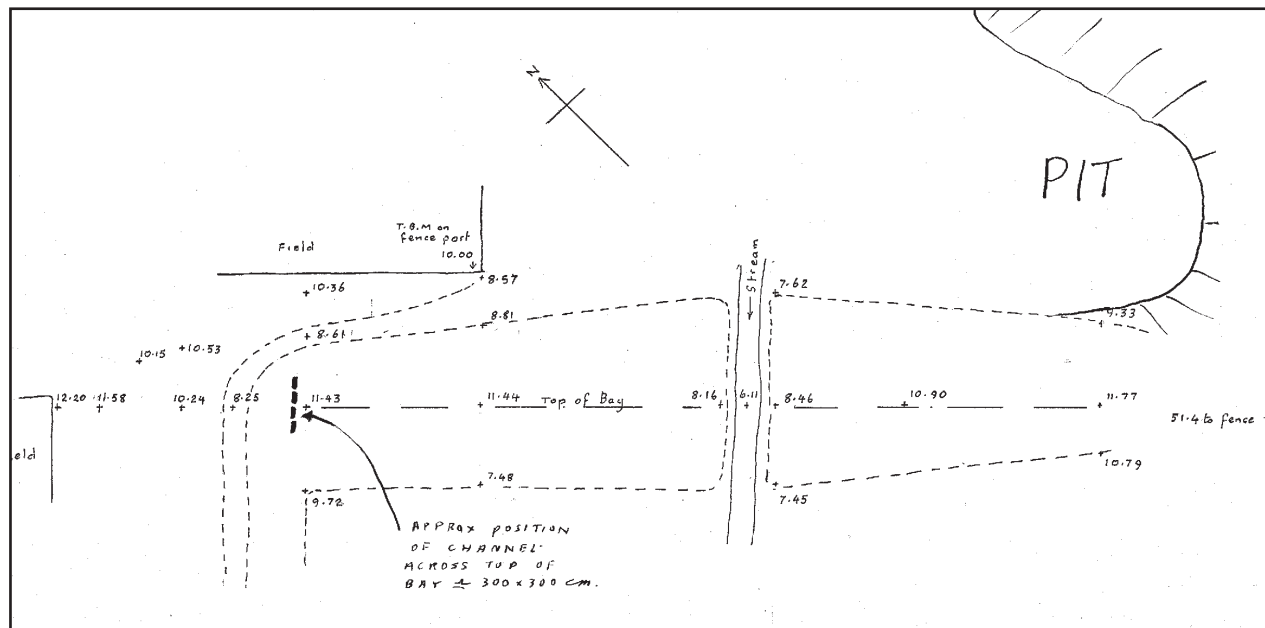 N
PIT
T.B.M on
fence post
10.00
Field
8.57
10.36
Stream
7.62
8.61
8.81
9.33
10.15
10.53
12.20
11.58
10.24
8.25
11.43
11.44
Top of Bay
8.16
6.11
8.46
10.90
11.77
51.4 to fence
eld
9.72
7.48
7.45
10.79
APPROX POSITION
OF CHANNEL
ACROSS TOP OF
BAY ≏ 300 x 300 cm.